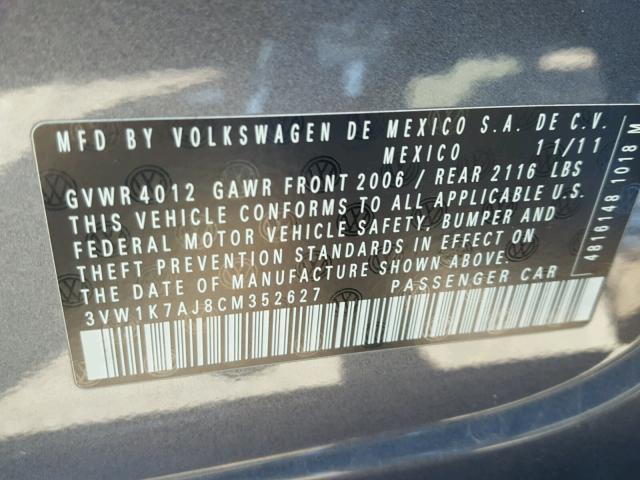 MFD BY VOLKSWAGEN DE MEXICO S.A. DE C.V.
MEXICO 11/11
GVWR 4012 GAWR FRONT 2006 / REAR 2116 LBS
THIS VEHICLE CONFORMS TO ALL APPLICABLE U.S.
FEDERAL MOTOR VEHICLE SAFETY, BUMPER AND
THEFT PREVENTION STANDARDS IN EFFECT ON
THE DATE OF MANUFACTURE SHOWN ABOVE.
3VW1K7AJ8CM352627 PASSENGER CAR
4816148 1018 M